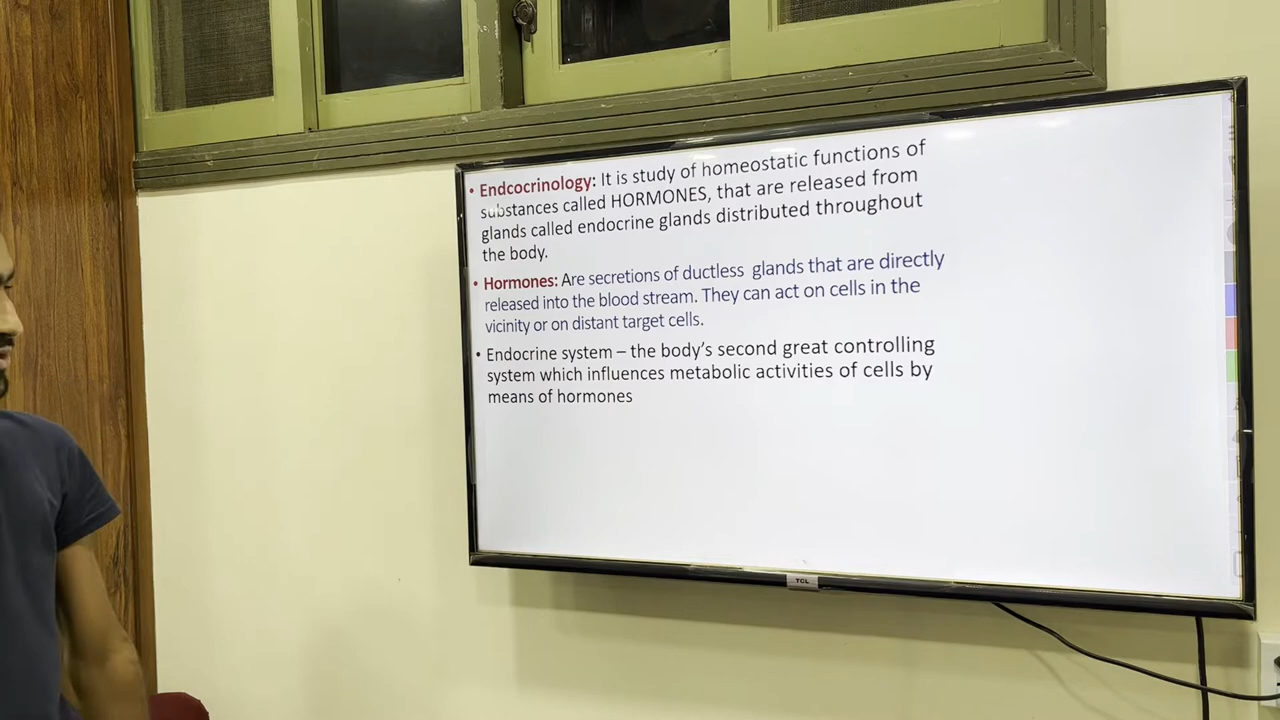 • Endcocrinology: It is study of homeostatic functions of
substances called HORMONES, that are released from
glands called endocrine glands distributed throughout
the body.
• Hormones: Are secretions of ductless glands that are directly
released into the blood stream. They can act on cells in the
vicinity or on distant target cells.
• Endocrine system – the body's second great controlling
system which influences metabolic activities of cells by
means of hormones
TCL